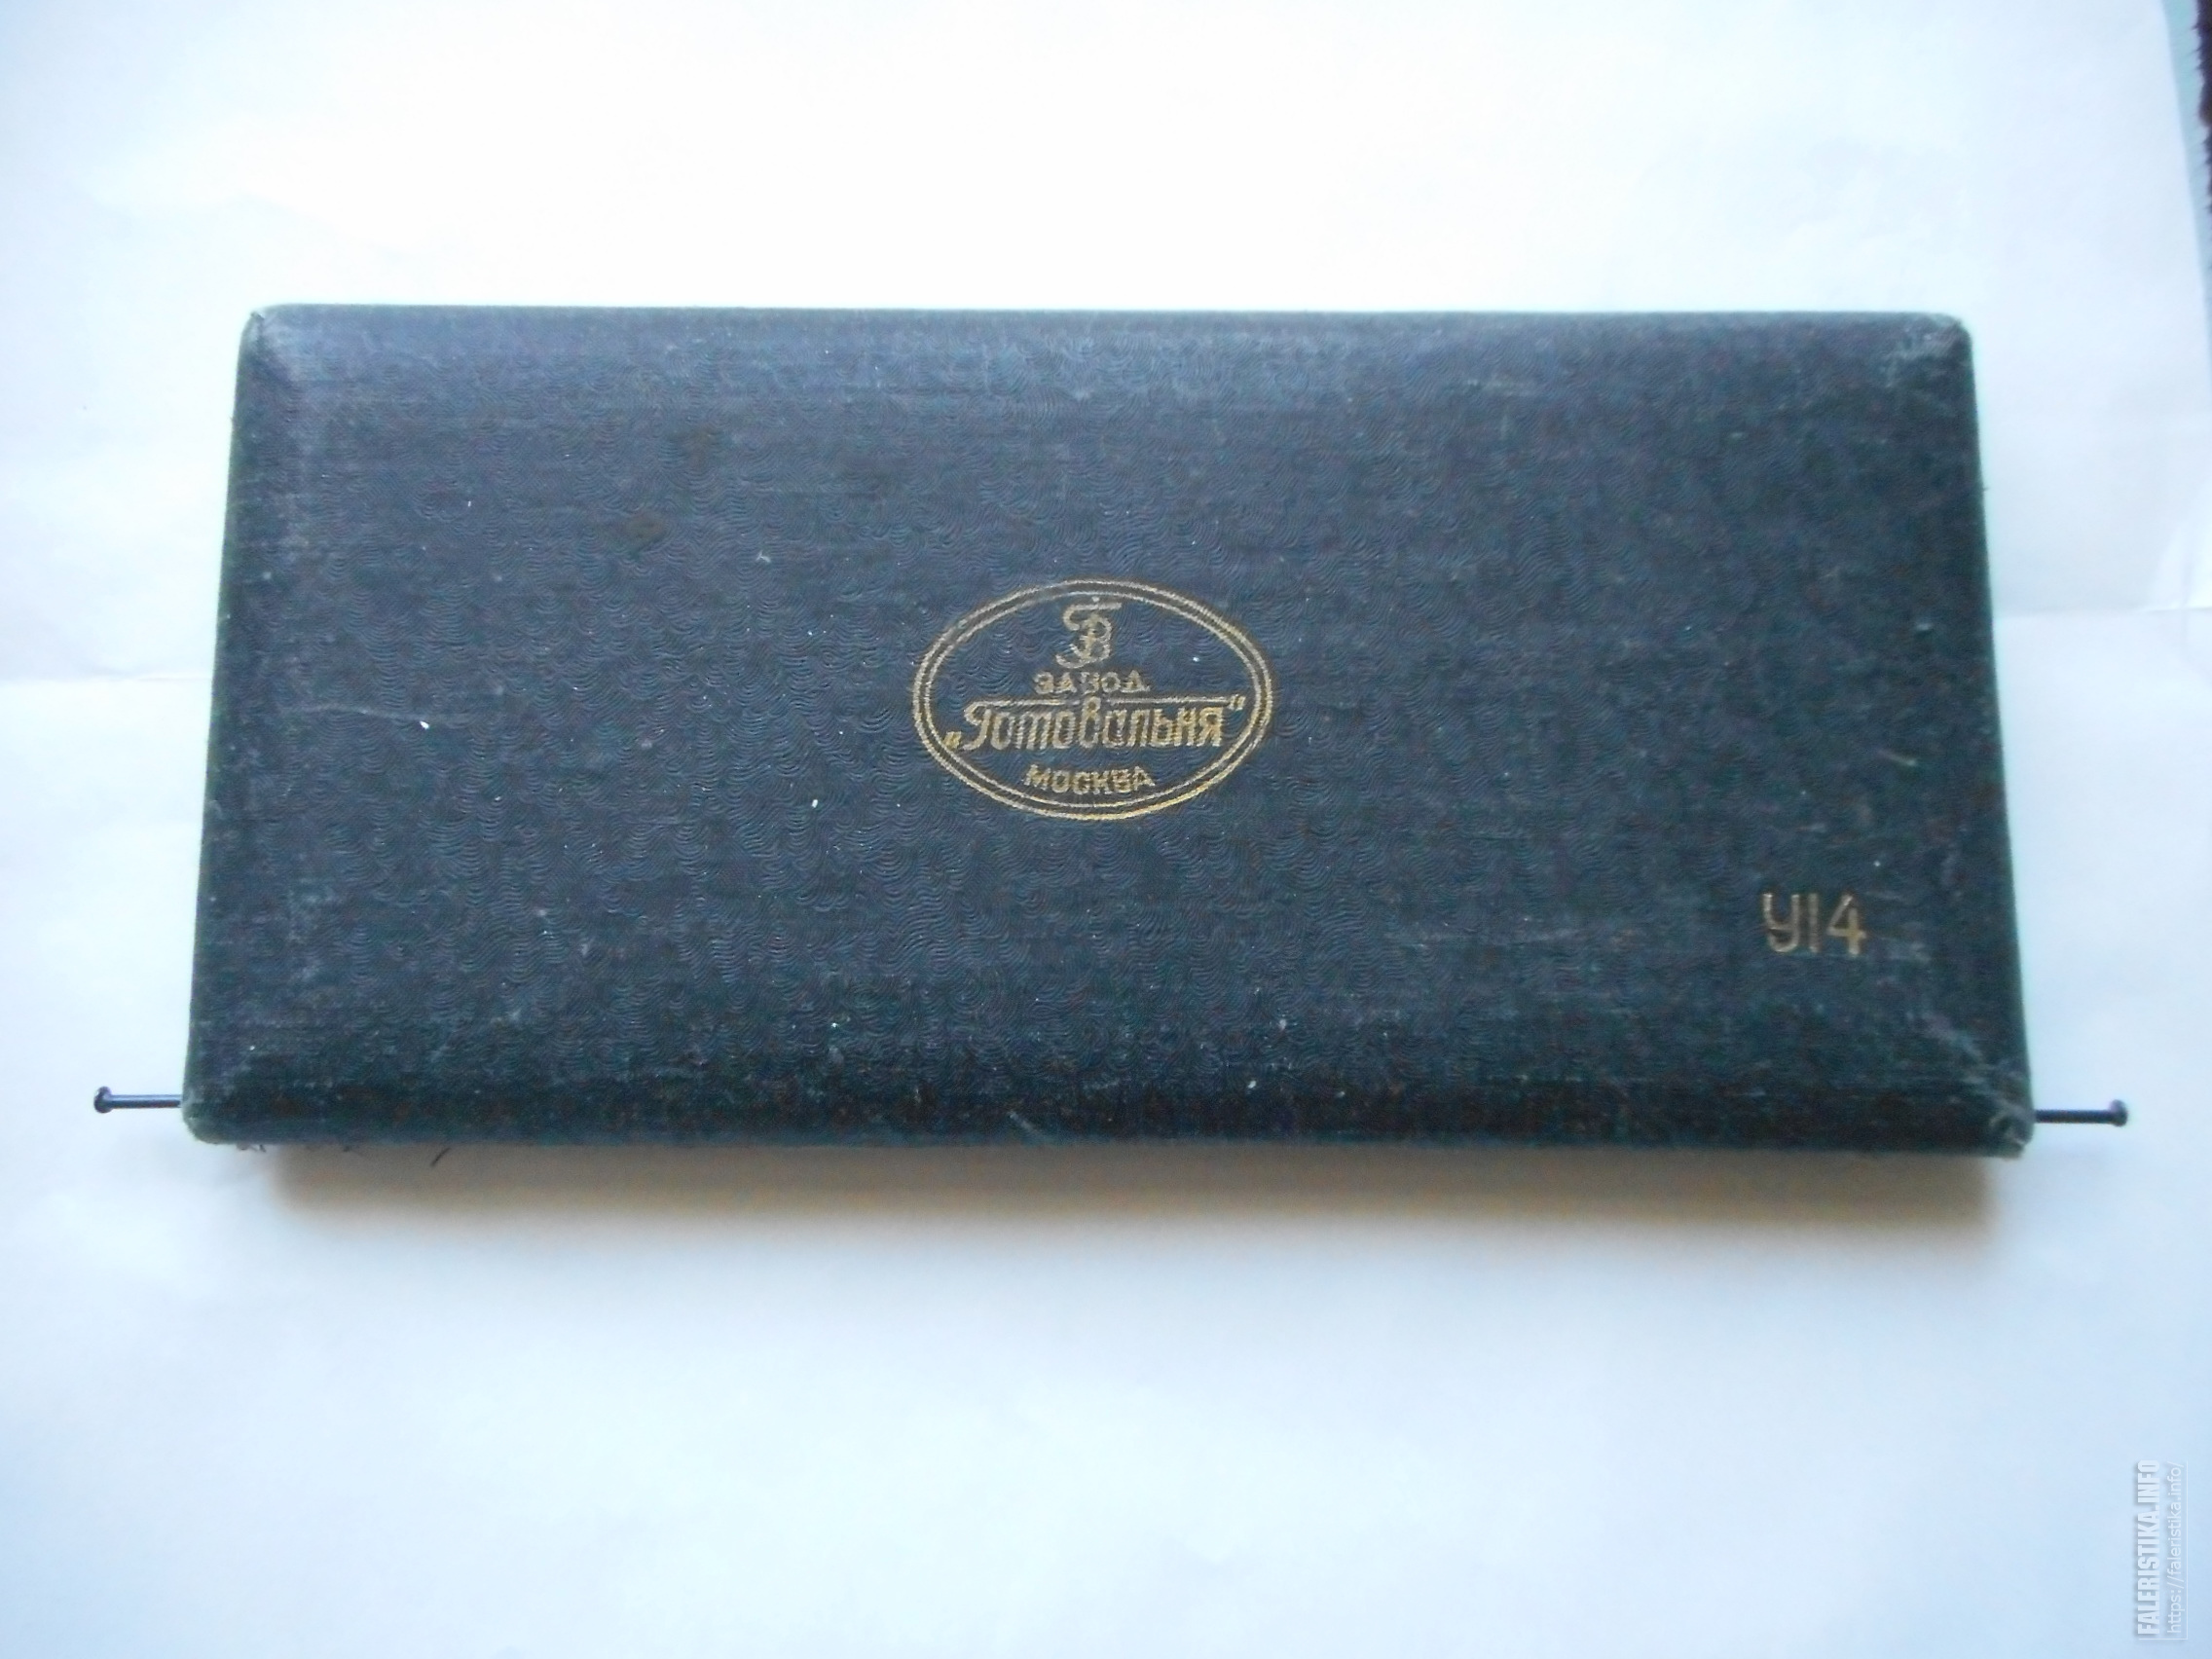 ГВ
ЗАВОД
„Готовальня“
МОСКВА
У14
FALERISTIKA.INFO
https://faleristika.info/